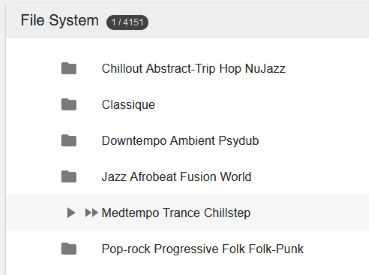 File System 1 / 4151
Chillout Abstract-Trip Hop NuJazz
Classique
Downtempo Ambient Psydub
Jazz Afrobeat Fusion World
Medtempo Trance Chillstep
Pop-rock Progressive Folk Folk-Punk